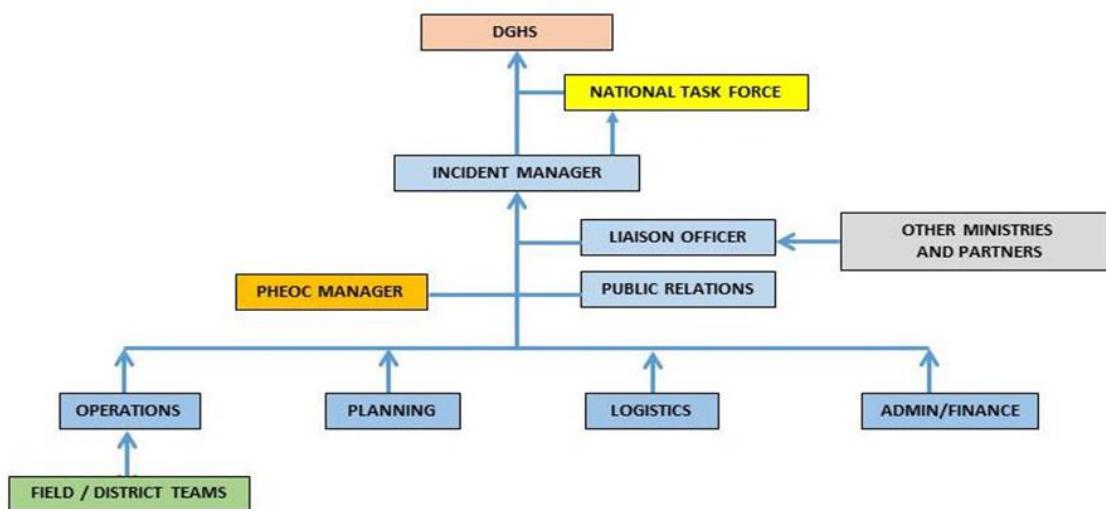 DGHS
NATIONAL TASK FORCE
INCIDENT MANAGER
LIAISON OFFICER
OTHER MINISTRIES
AND PARTNERS
PHEOC MANAGER
PUBLIC RELATIONS
OPERATIONS
PLANNING
LOGISTICS
ADMIN/FINANCE
FIELD / DISTRICT TEAMS